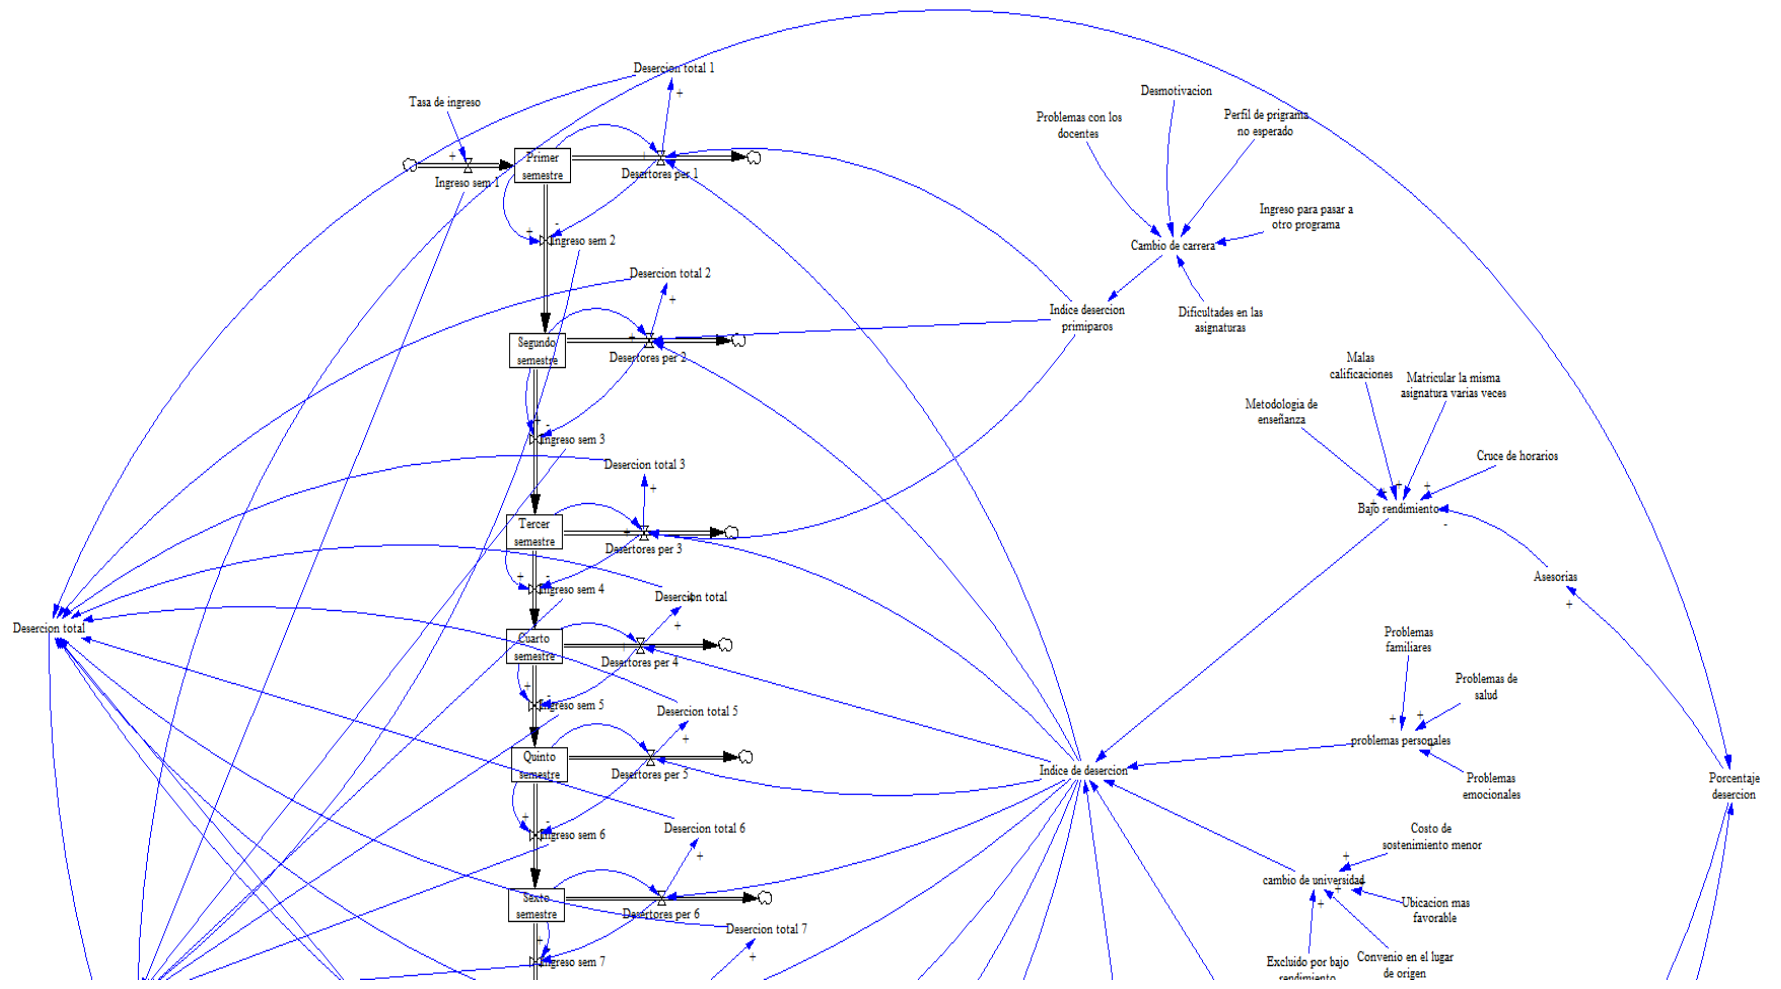 Desercion total 1
Tasa de ingreso
Desmotivacion
Problemas con los
docentes
Perfil de prigrama
no esperado
Primer
semestre
Ingreso sem 1
Desertores per 1
Ingreso para pasar a
otro programa
Ingreso sem 2
Cambio de carrera
Desercion total 2
Indice desercion
primiparos
Dificultades en las
asignaturas
Segundo
semestre
Desertores per 2
Malas
calificaciones
Matricular la misma
asignatura varias veces
Metodologia de
enseñanza
Ingreso sem 3
Cruce de horarios
Desercion total 3
Bajo rendimiento
Tercer
semestre
Desertores per 3
Asesorias
Ingreso sem 4
Desercion total
4
Desercion total
Cuarto
semestre
Desertores per 4
Problemas
familiares
Problemas de
salud
Ingreso sem 5
Desercion total 5
problemas personales
Quinto
semestre
Desertores per 5
Indice de desercion
Problemas
emocionales
Porcentaje
desercion
Ingreso sem 6
Desercion total 6
Costo de
sostenimiento menor
cambio de universidad
Sexto
semestre
Desertores per 6
Ubicacion mas
favorable
Desercion total 7
Ingreso sem 7
Excluido por bajo
rendimiento
Convenio en el lugar
de origen